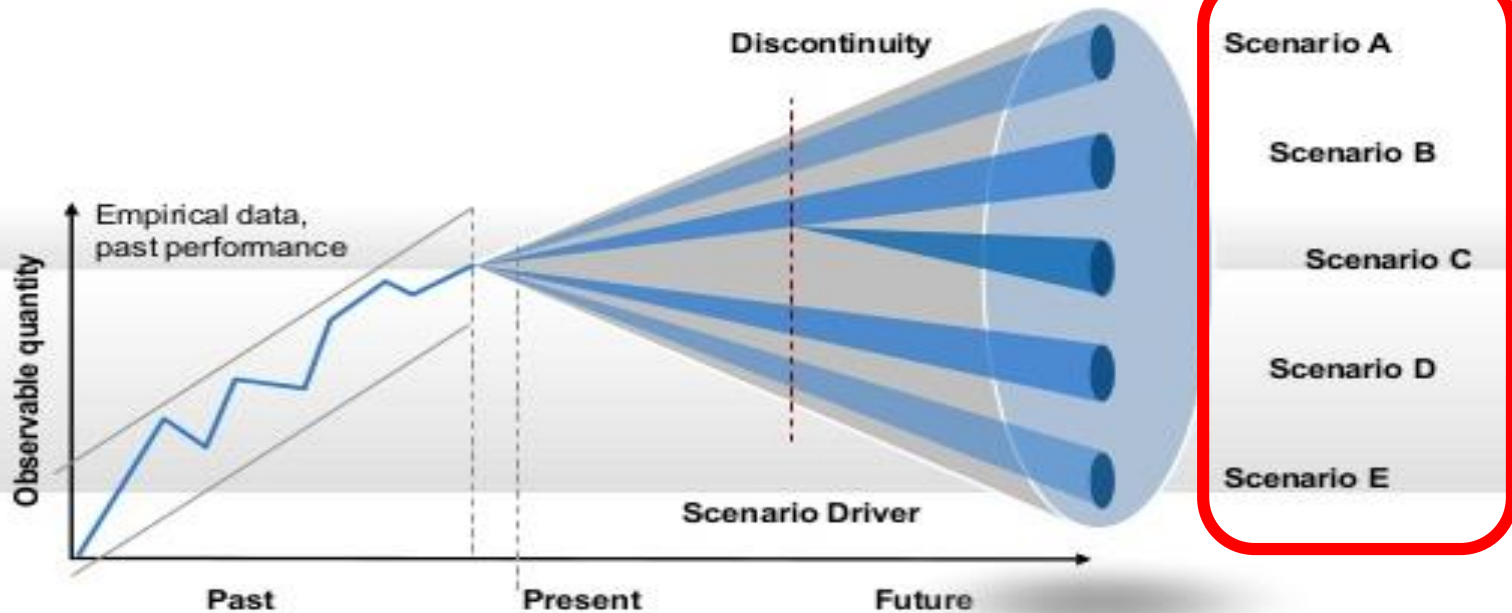 Discontinuity
Scenario A
Scenario B
Empirical data,
past performance
Scenario C
Observable quantity
Scenario D
Scenario E
Scenario Driver
Past
Present
Future